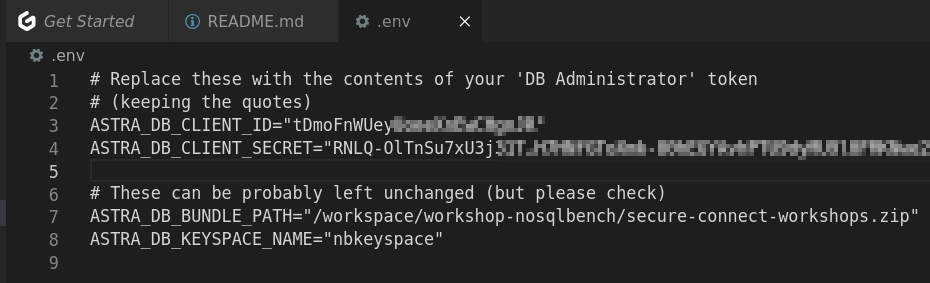 Get Started
README.md
.env
.env
1 # Replace these with the contents of your 'DB Administrator' token
2 # (keeping the quotes)
3 ASTRA_DB_CLIENT_ID="tDmoFnWUey
4 ASTRA_DB_CLIENT_SECRET="RNLQ-OlTnSu7xU3j
5
6 # These can be probably left unchanged (but please check)
7 ASTRA_DB_BUNDLE_PATH="/workspace/workshop-nosqlbench/secure-connect-workshops.zip"
8 ASTRA_DB_KEYSPACE_NAME="nbkeyspace"
9